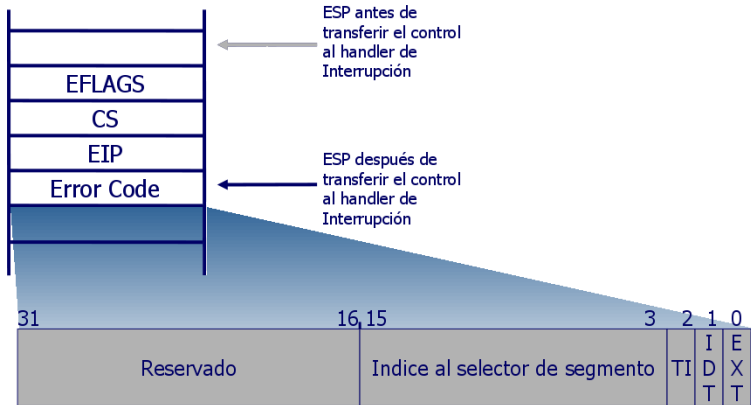 ESP antes de
transferir el control
al handler de
Interrupción
EFLAGS
CS
EIP
Error Code
ESP después de
transferir el control
al handler de
Interrupción
31 16 15 3 2 1 0
Reservado
Indice al selector de segmento
TI
I
D
T
E
X
T